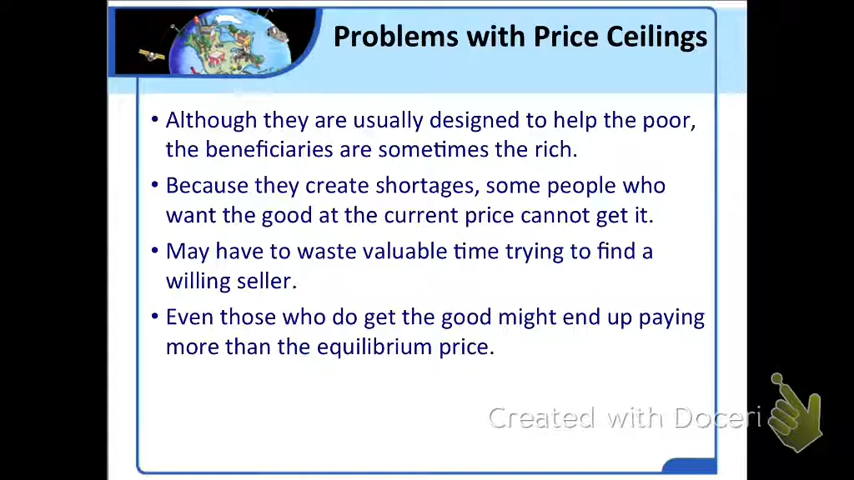 Problems with Price Ceilings
• Although they are usually designed to help the poor,
the beneficiaries are sometimes the rich.
• Because they create shortages, some people who
want the good at the current price cannot get it.
• May have to waste valuable time trying to find a
willing seller.
• Even those who do get the good might end up paying
more than the equilibrium price.
Created with Doceri